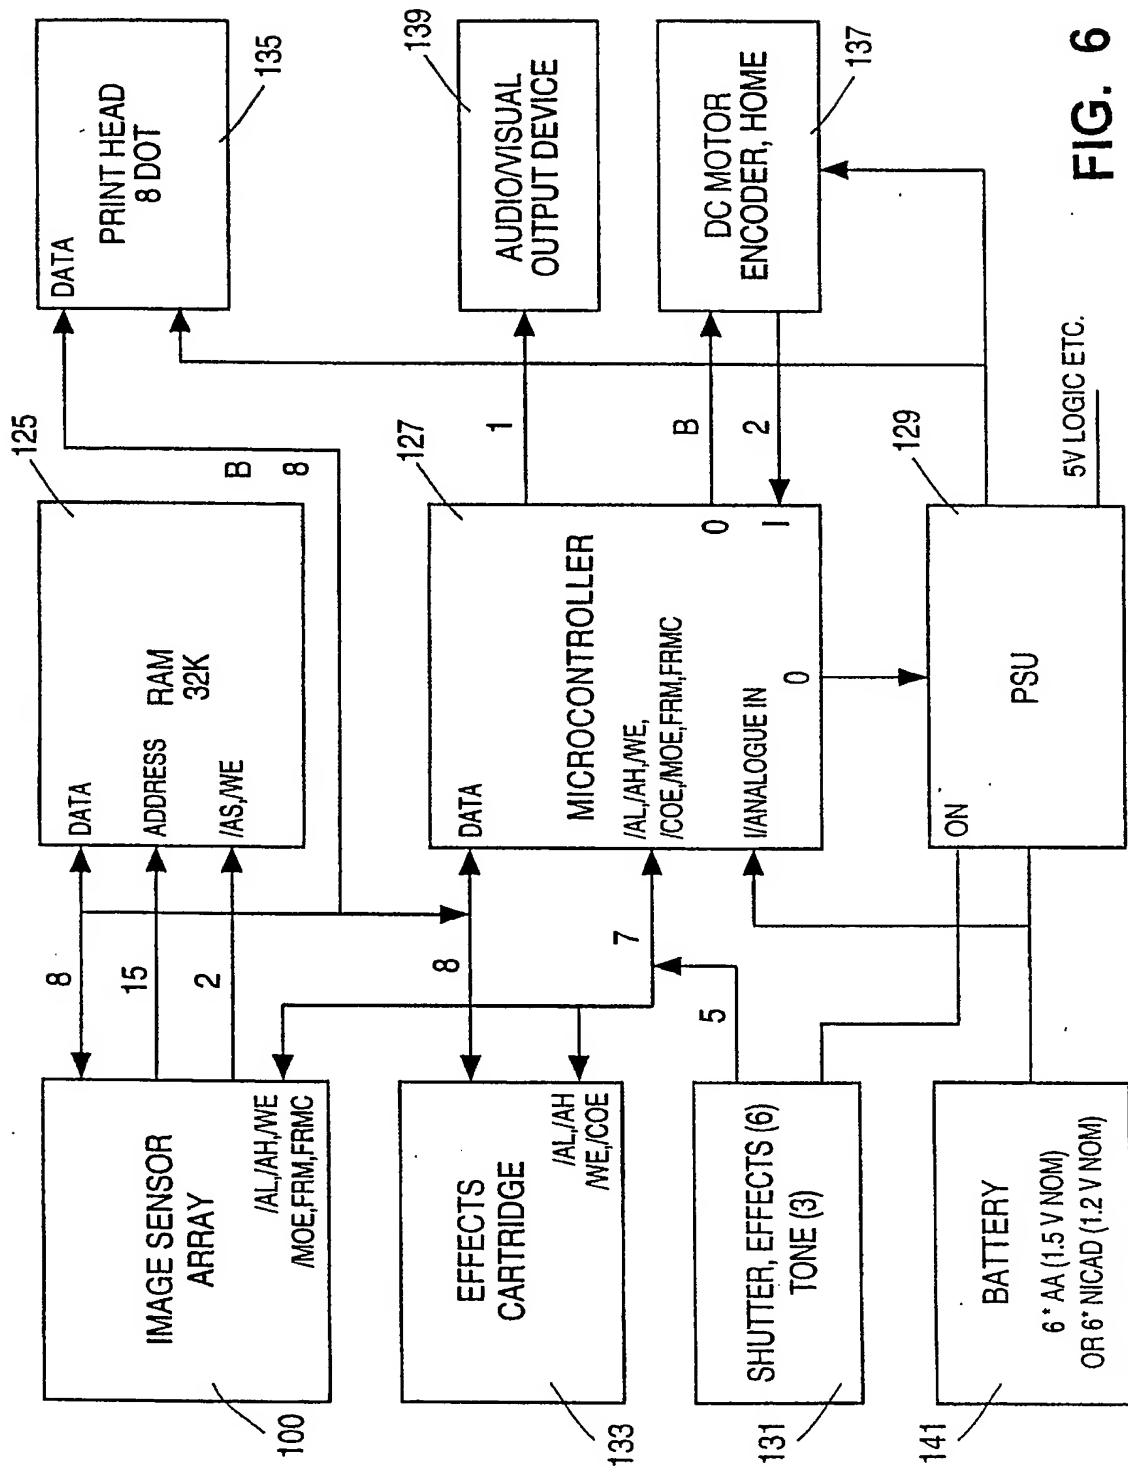 100
IMAGE SENSOR
ARRAY
/AL,/AH,/WE
/MOE,FRM,FRMC
8
15
2
125
DATA
ADDRESS
/AS,/WE
RAM
32K
B
8
135
DATA
PRINT HEAD
8 DOT
133
EFFECTS
CARTRIDGE
/AL,/AH
/WE,/COE
8
7
127
DATA
MICROCONTROLLER
/AL,/AH,/WE,
/COE,/MOE,FRM,FRMC
I/ANALOGUE IN
0
0
I
1
B
2
139
AUDIO/VISUAL
OUTPUT DEVICE
137
DC MOTOR
ENCODER, HOME
131
SHUTTER, EFFECTS (6)
TONE (3)
5
141
BATTERY
6* AA (1.5 V NOM)
OR 6* NICAD (1.2 V NOM)
129
ON
PSU
5V LOGIC ETC.
FIG. 6